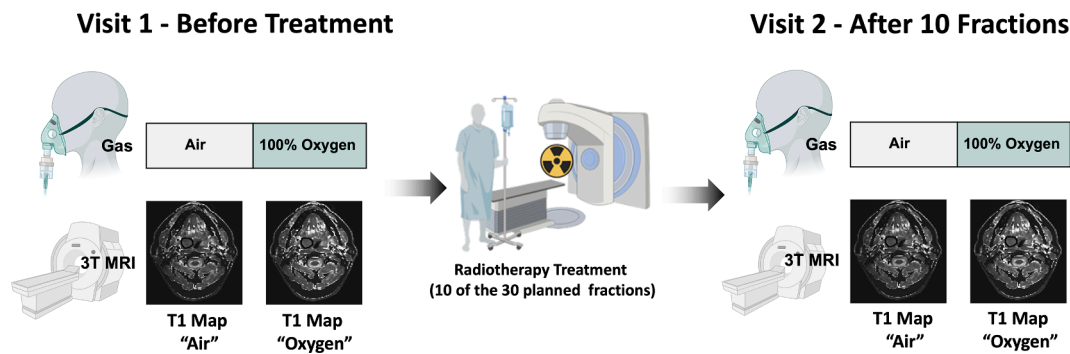 Visit 1 - Before Treatment
Visit 2 - After 10 Fractions
Gas
Air
100% Oxygen
3T MRI
T1 Map
“Air”
T1 Map
“Oxygen”
Radiotherapy Treatment
(10 of the 30 planned fractions)
Gas
Air
100% Oxygen
3T MRI
T1 Map
“Air”
T1 Map
“Oxygen”